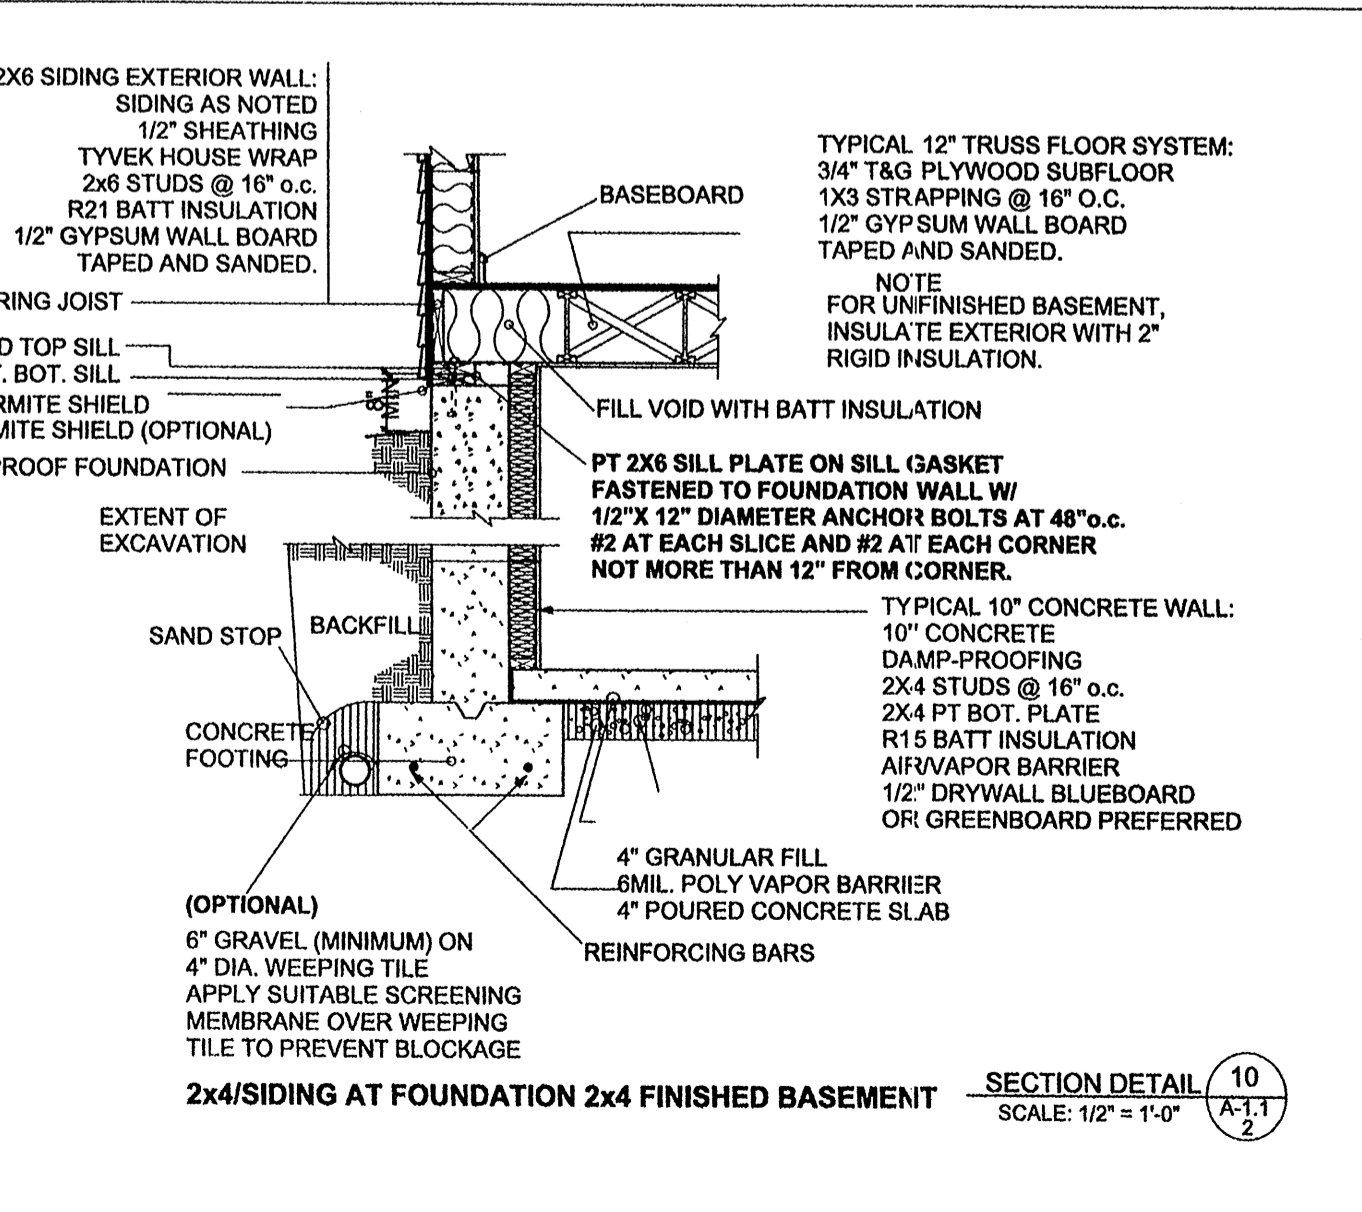 2X6 SIDING EXTERIOR WALL:
SIDING AS NOTED
1/2" SHEATHING
TYVEK HOUSE WRAP
2x6 STUDS @ 16" o.c.
R21 BATT INSULATION
1/2" GYPSUM WALL BOARD
TAPED AND SANDED.
RING JOIST
D TOP SILL
T. BOT. SILL
RMITE SHIELD
MITE SHIELD (OPTIONAL)
PROOF FOUNDATION
8"
MIN
EXTENT OF
EXCAVATION
SAND STOP
BACKFILL
CONCRETE
FOOTING
(OPTIONAL)
6" GRAVEL (MINIMUM) ON
4" DIA. WEEPING TILE
APPLY SUITABLE SCREENING
MEMBRANE OVER WEEPING
TILE TO PREVENT BLOCKAGE
BASEBOARD
TYPICAL 12" TRUSS FLOOR SYSTEM:
3/4" T&G PLYWOOD SUBFLOOR
1X3 STRAPPING @ 16" O.C.
1/2" GYPSUM WALL BOARD
TAPED AND SANDED.
NOTE
FOR UNFINISHED BASEMENT,
INSULATE EXTERIOR WITH 2"
RIGID INSULATION.
FILL VOID WITH BATT INSULATION
PT 2X6 SILL PLATE ON SILL GASKET
FASTENED TO FOUNDATION WALL W/
1/2"X 12" DIAMETER ANCHOR BOLTS AT 48"o.c.
#2 AT EACH SLICE AND #2 AT EACH CORNER
NOT MORE THAN 12" FROM CORNER.
TYPICAL 10" CONCRETE WALL:
10" CONCRETE
DAMP-PROOFING
2X4 STUDS @ 16" o.c.
2X4 PT BOT. PLATE
R15 BATT INSULATION
AIR/VAPOR BARRIER
1/2" DRYWALL BLUEBOARD
OR GREENBOARD PREFERRED
4" GRANULAR FILL
6MIL. POLY VAPOR BARRIER
4" POURED CONCRETE SLAB
REINFORCING BARS
2x4/SIDING AT FOUNDATION 2x4 FINISHED BASEMENT
SECTION DETAIL
SCALE: 1/2" = 1'-0"
10
A-1.1
2